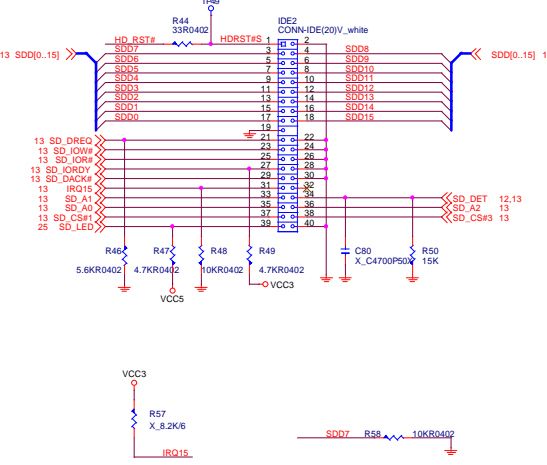 TP49
R44 IDE2
33R0402 CONN-IDE(20)V_white
HD_RST# HDRST#S 1 2
SDD7 3 4 SDD8
13 SDD[0..15] SDD[0..15] 1
SDD6 5 6 SDD9
SDD5 7 8 SDD10
SDD4 9 10 SDD11
SDD3 11 12 SDD12
SDD2 13 14 SDD13
SDD1 15 16 SDD14
SDD0 17 18 SDD15
19
13 SD_DREQ 21 22
13 SD_IOW# 23 24
13 SD_IOR# 25 26
13 SD_IORDY 27 28
13 SD_DACK# 29 30
13 IRQ15 31 32
13 SD_A1 33 34 SD_DET 12,13
13 SD_A0 35 36 SD_A2 13
13 SD_CS#1 37 38 SD_CS#3 13
25 SD_LED 39 40
R46 R47 R48 R49 C80 R50
5.6KR0402 4.7KR0402 10KR0402 4.7KR0402 X_C4700P50X 15K
VCC3
VCC5
VCC3
R57
X_8.2K/6
SDD7 R58 10KR0402
IRQ15